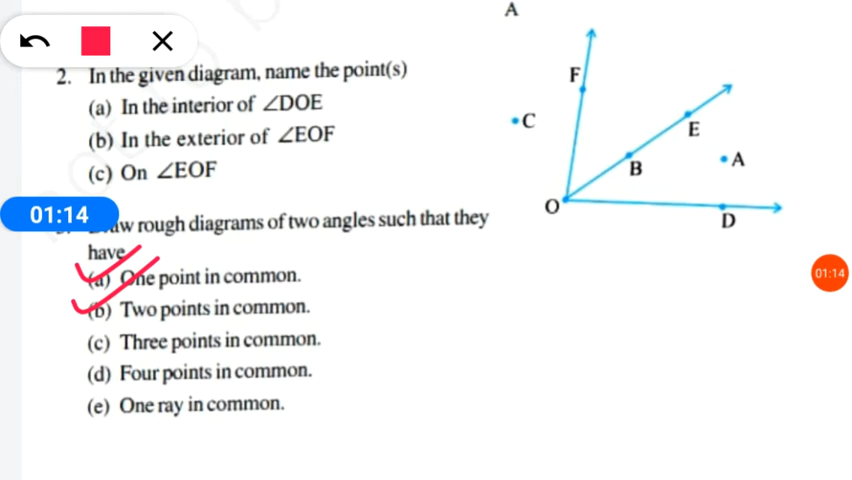 A
2. In the given diagram, name the point(s)
(a) In the interior of ∠DOE
(b) In the exterior of ∠EOF
(c) On ∠EOF
F
C
E
A
B
O
D
01:14
rough diagrams of two angles such that they
have
(a) One point in common.
01:14
(b) Two points in common.
(c) Three points in common.
(d) Four points in common.
(e) One ray in common.